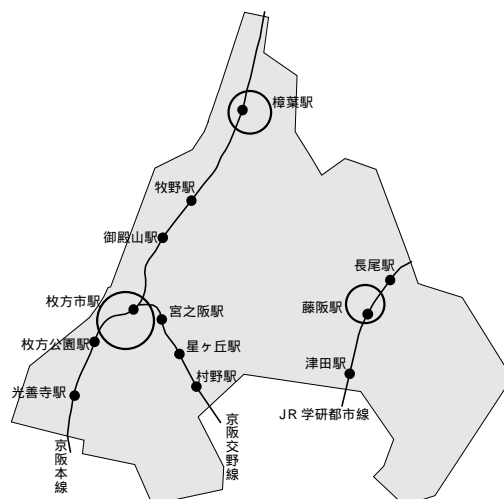 樟葉駅
牧野駅
御殿山駅
長尾駅
枚方市駅
宮之阪駅
藤阪駅
枚方公園駅
星ヶ丘駅
津田駅
村野駅
光善寺駅
JR 学研都市線
京阪本線
京阪交野線